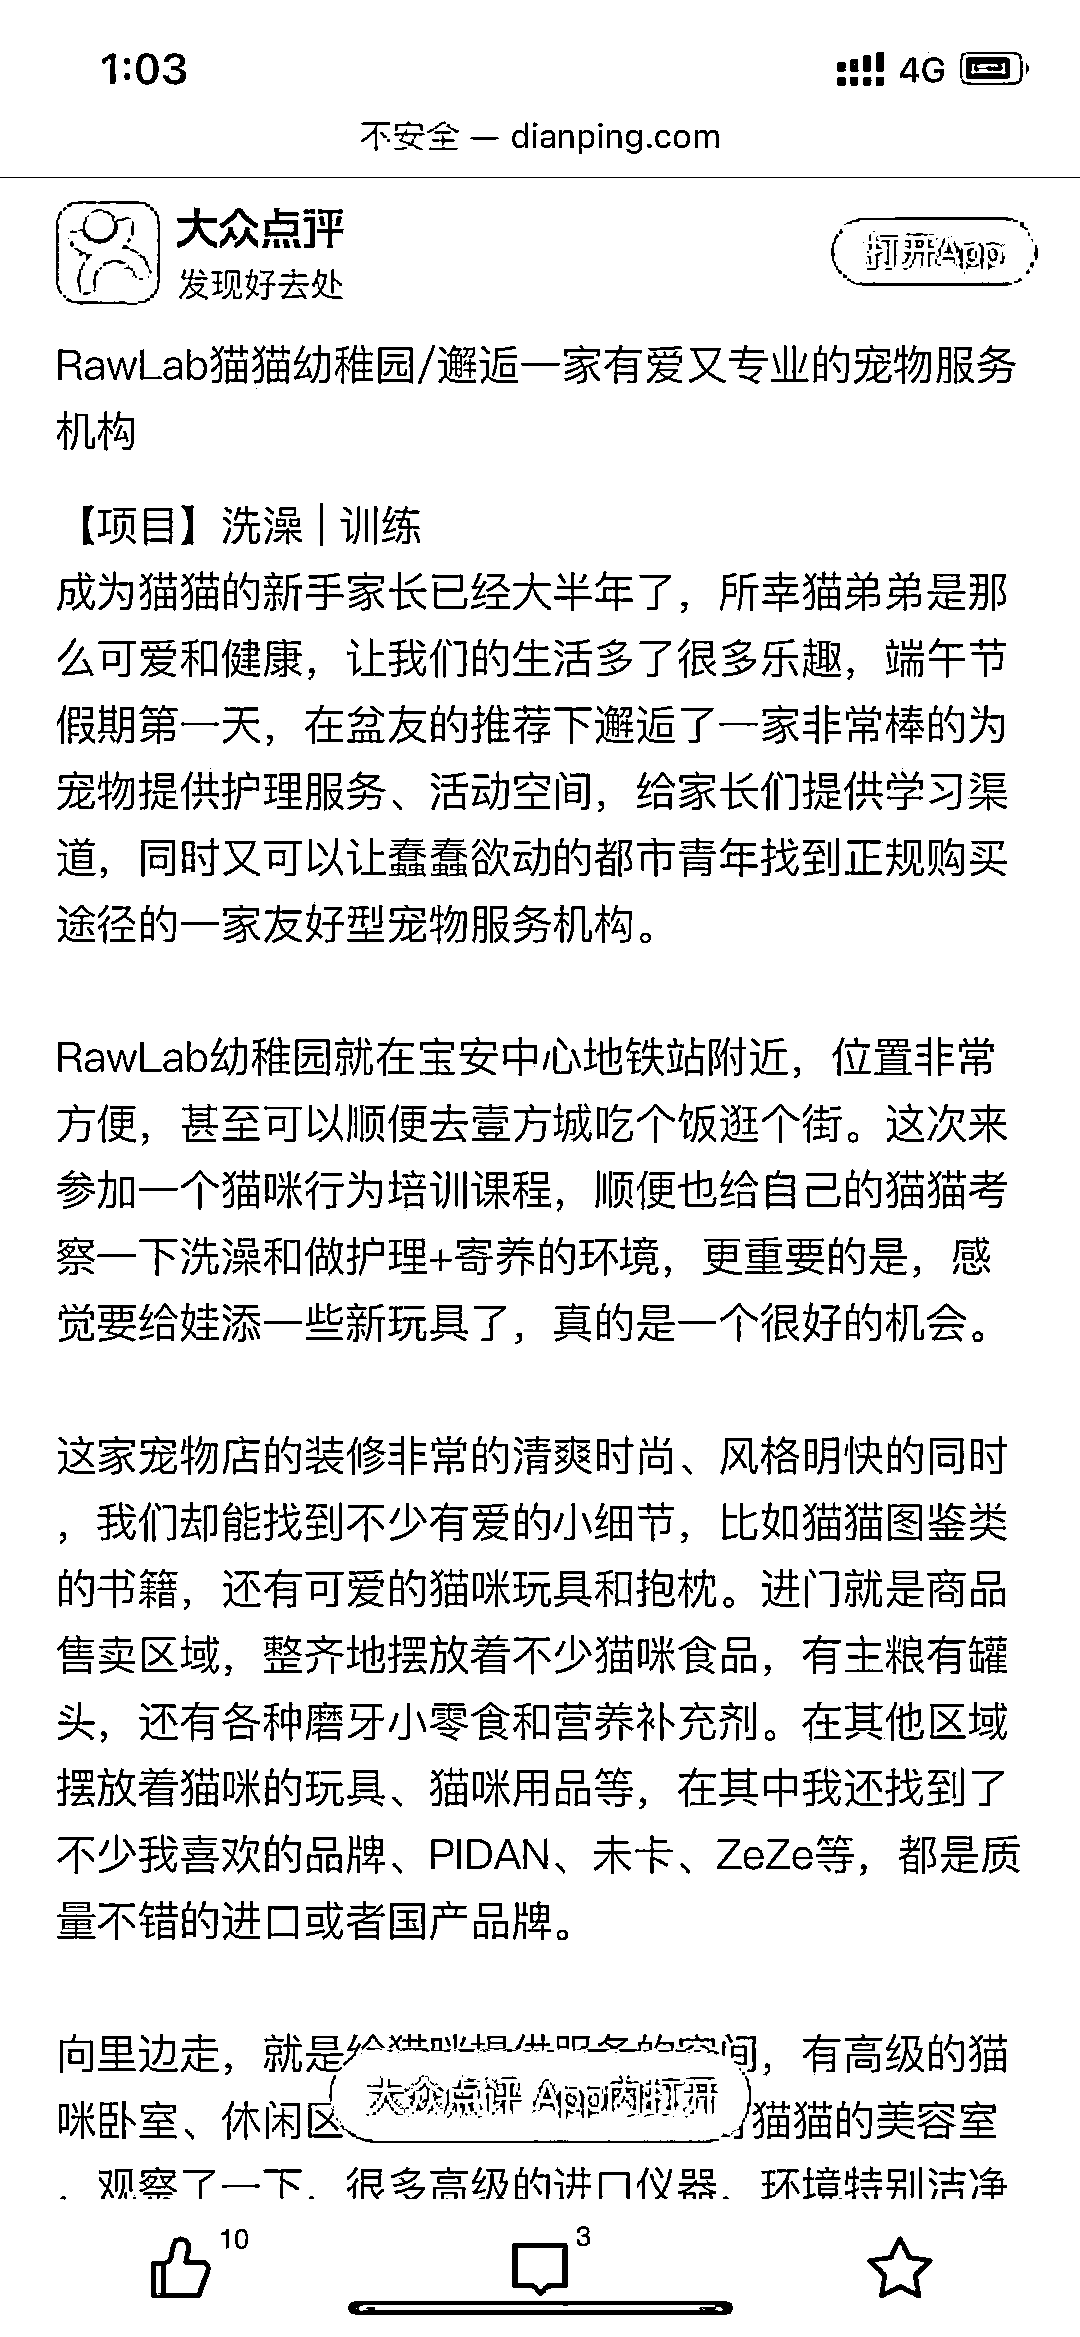 1:03
4G
不安全 — dianping.com
大众点评
发现好去处
打开App
RawLab猫猫幼稚园/邂逅一家有爱又专业的宠物服务
机构
【项目】洗澡 | 训练
成为猫猫的新手家长已经大半年了，所幸猫弟弟是那
么可爱和健康，让我们的生活多了很多乐趣，端午节
假期第一天，在盆友的推荐下邂逅了一家非常棒的为
宠物提供护理服务、活动空间，给家长们提供学习渠
道，同时又可以让蠢蠢欲动的都市青年找到正规购买
途径的一家友好型宠物服务机构。
RawLab幼稚园就在宝安中心地铁站附近，位置非常
方便，甚至可以顺便去壹方城吃个饭逛个街。这次来
参加一个猫咪行为培训课程，顺便也给自己的猫猫考
察一下洗澡和做护理+寄养的环境，更重要的是，感
觉要给娃添一些新玩具了，真的是一个很好的机会。
这家宠物店的装修非常的清爽时尚、风格明快的同时
，我们却能找到不少有爱的小细节，比如猫猫图鉴类
的书籍，还有可爱的猫咪玩具和抱枕。进门就是商品
售卖区域，整齐地摆放着不少猫咪食品，有主粮有罐
头，还有各种磨牙小零食和营养补充剂。在其他区域
摆放着猫咪的玩具、猫咪用品等，在其中我还找到了
不少我喜欢的品牌、PIDAN、未卡、ZeZe等，都是质
量不错的进口或者国产品牌。
向里边走，就是给猫咪提供服务的空间，有高级的猫
咪卧室、休闲区 猫猫的美容室
大众点评 App内打开
，观察了一下，很多高级的进口仪器，环境特别洁净
10
3